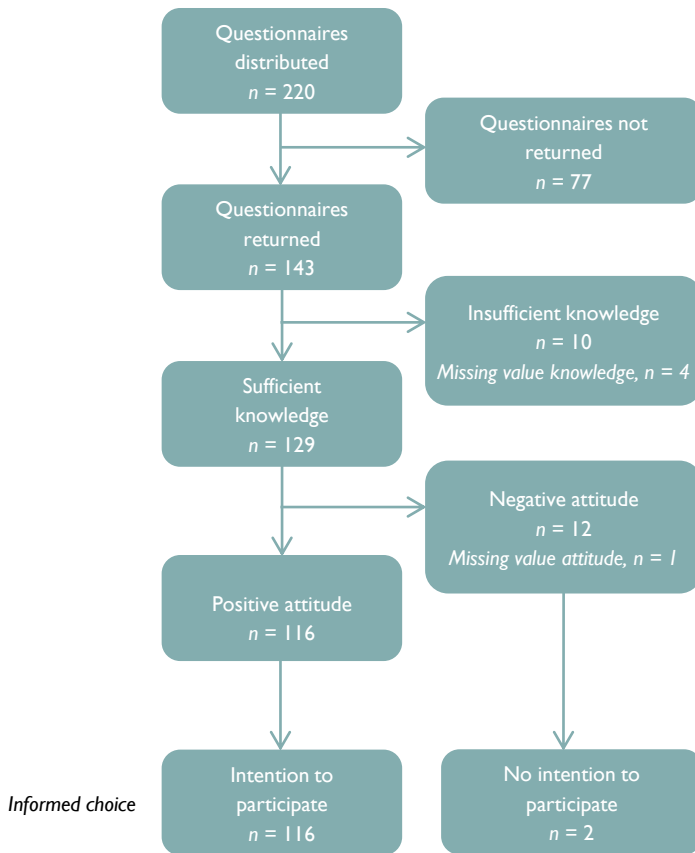 Questionnaires
distributed
n = 220
Questionnaires not
returned
n = 77
Questionnaires
returned
n = 143
Insufficient knowledge
n = 10
Missing value knowledge, n = 4
Sufficient
knowledge
n = 129
Negative attitude
n = 12
Missing value attitude, n = 1
Positive attitude
n = 116
Informed choice
Intention to
participate
n = 116
No intention to
participate
n = 2